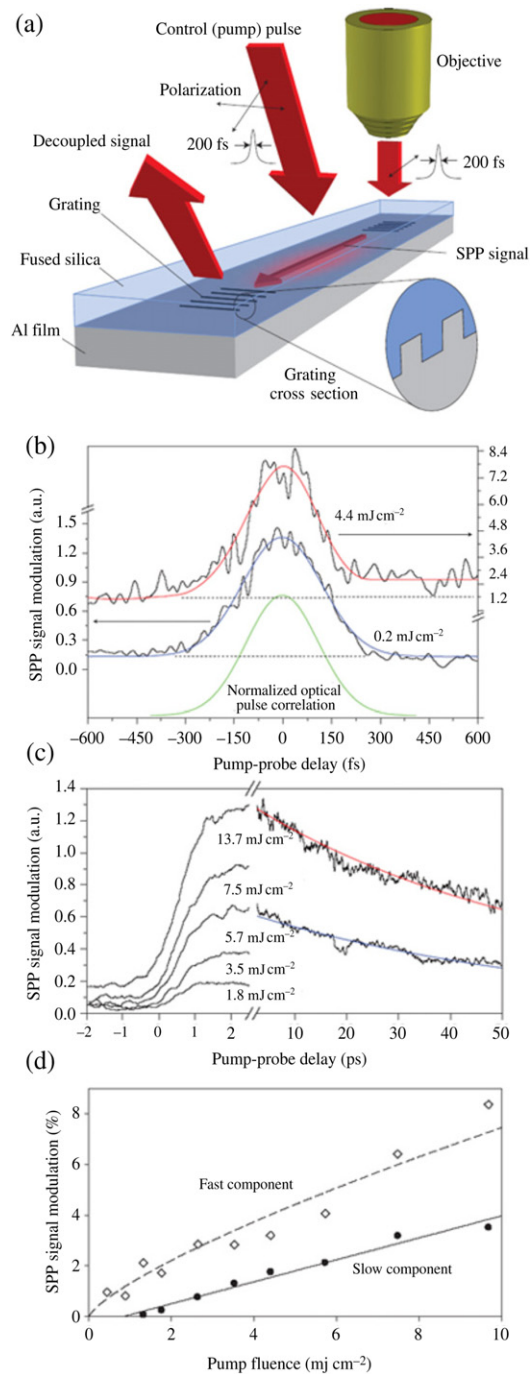 (a)
Control (pump) pulse
Objective
Polarization
200 fs
Decoupled signal
200 fs
Grating
SPP signal
Fused silica
Al film
Grating
cross section
(b)
SPP signal modulation (a.u.)
1.5
1.2
0.9
0.6
0.3
0.0
8.4
7.2
6.0
4.8
3.6
2.4
1.2
4.4 mJ cm⁻²
0.2 mJ cm⁻²
Normalized optical
pulse correlation
−600 −450 −300 −150 0 150 300 450 600
Pump-probe delay (fs)
(c)
SPP signal modulation (a.u.)
1.4
1.2
1.0
0.8
0.6
0.4
0.2
0.0
13.7 mJ cm⁻²
7.5 mJ cm⁻²
5.7 mJ cm⁻²
3.5 mJ cm⁻²
1.8 mJ cm⁻²
−2 −1 0 1 2 10 20 30 40 50
Pump-probe delay (ps)
(d)
SPP signal modulation (%)
8
6
4
2
0
Fast component
Slow component
0 2 4 6 8 10
Pump fluence (mj cm⁻²)